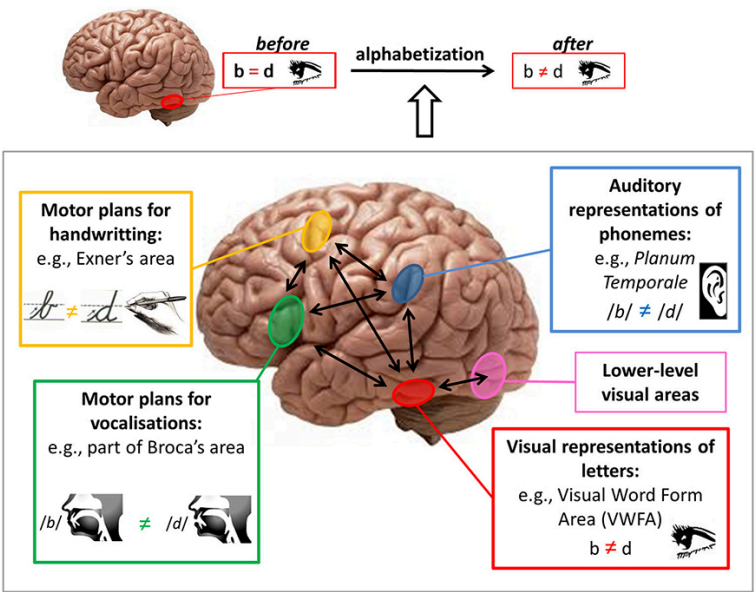 before
b = d
alphabetization
after
b ≠ d
Motor plans for
handwritting:
e.g., Exner's area
b ≠ d
Auditory
representations of
phonemes:
e.g., Planum
Temporale
/b/ ≠ /d/
Motor plans for
vocalisations:
e.g., part of Broca's area
/b/ ≠ /d/
Lower-level
visual areas
Visual representations of
letters:
e.g., Visual Word Form
Area (VWFA)
b ≠ d